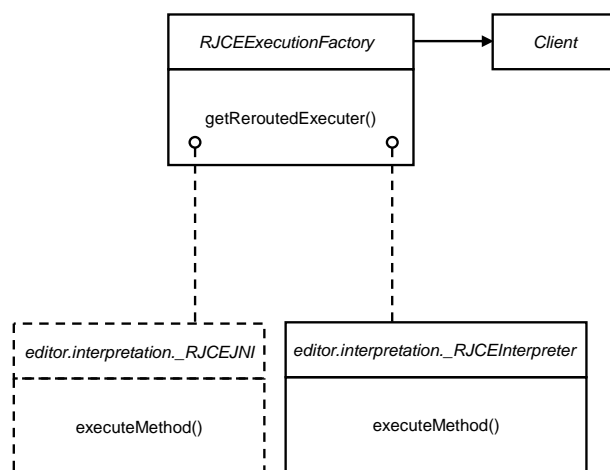 RJCEExecutionFactory
Client
getReroutedExecuter()
editor.interpretation._RJCEJNI
editor.interpretation._RJCEInterpreter
executeMethod()
executeMethod()